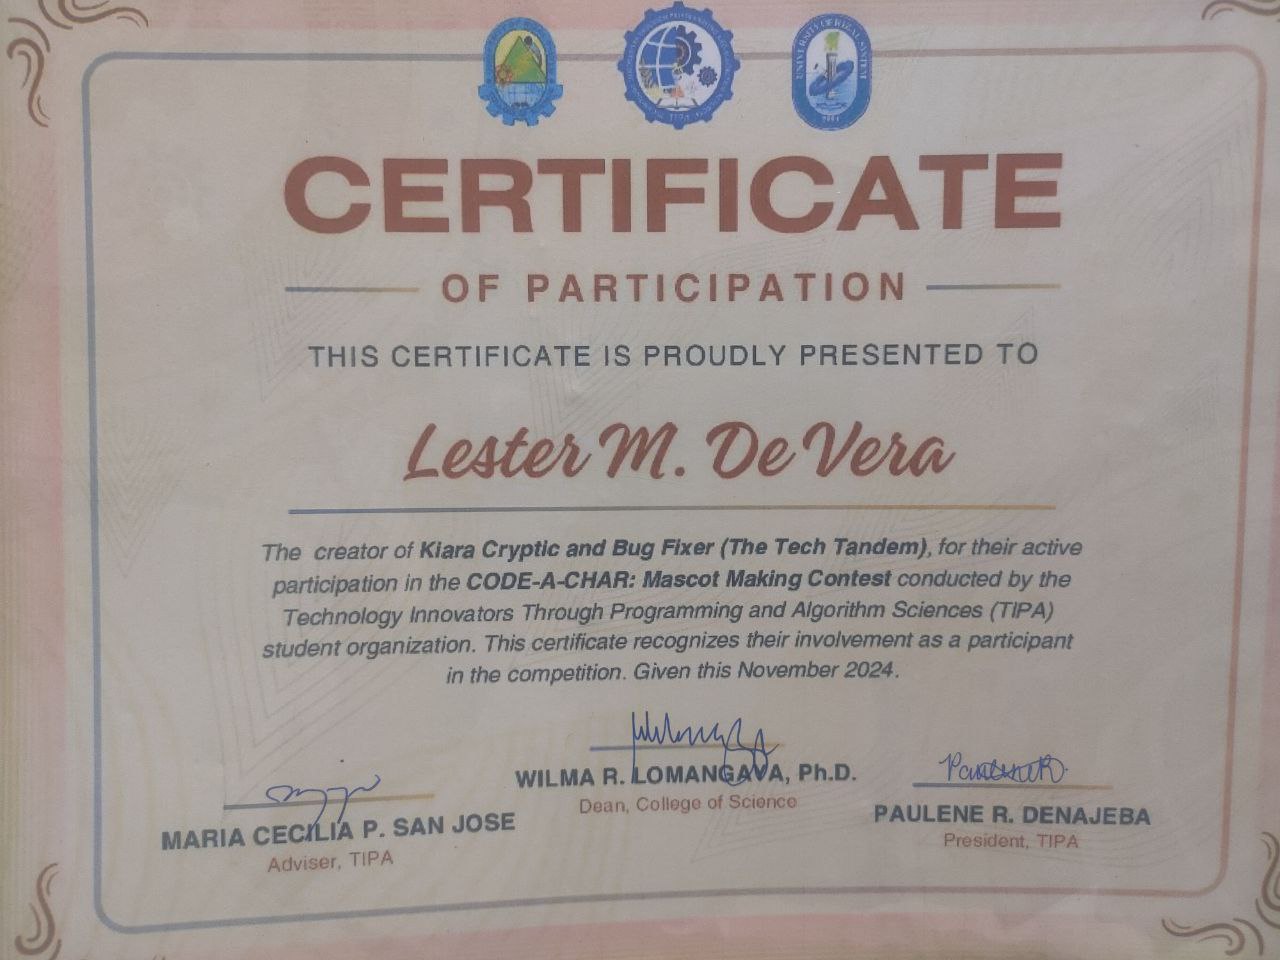 UNIVERSITY OF RIZAL SYSTEM
CERTIFICATE
OF PARTICIPATION
THIS CERTIFICATE IS PROUDLY PRESENTED TO
Lester M. De Vera
The creator of Kiara Cryptic and Bug Fixer (The Tech Tandem), for their active
participation in the CODE-A-CHAR: Mascot Making Contest conducted by the
Technology Innovators Through Programming and Algorithm Sciences (TIPA)
student organization. This certificate recognizes their involvement as a participant
in the competition. Given this November 2024.
MARIA CECILIA P. SAN JOSE
Adviser, TIPA
WILMA R. LOMANGAYA, Ph.D.
Dean, College of Science
PAULENE R. DENAJEBA
President, TIPA